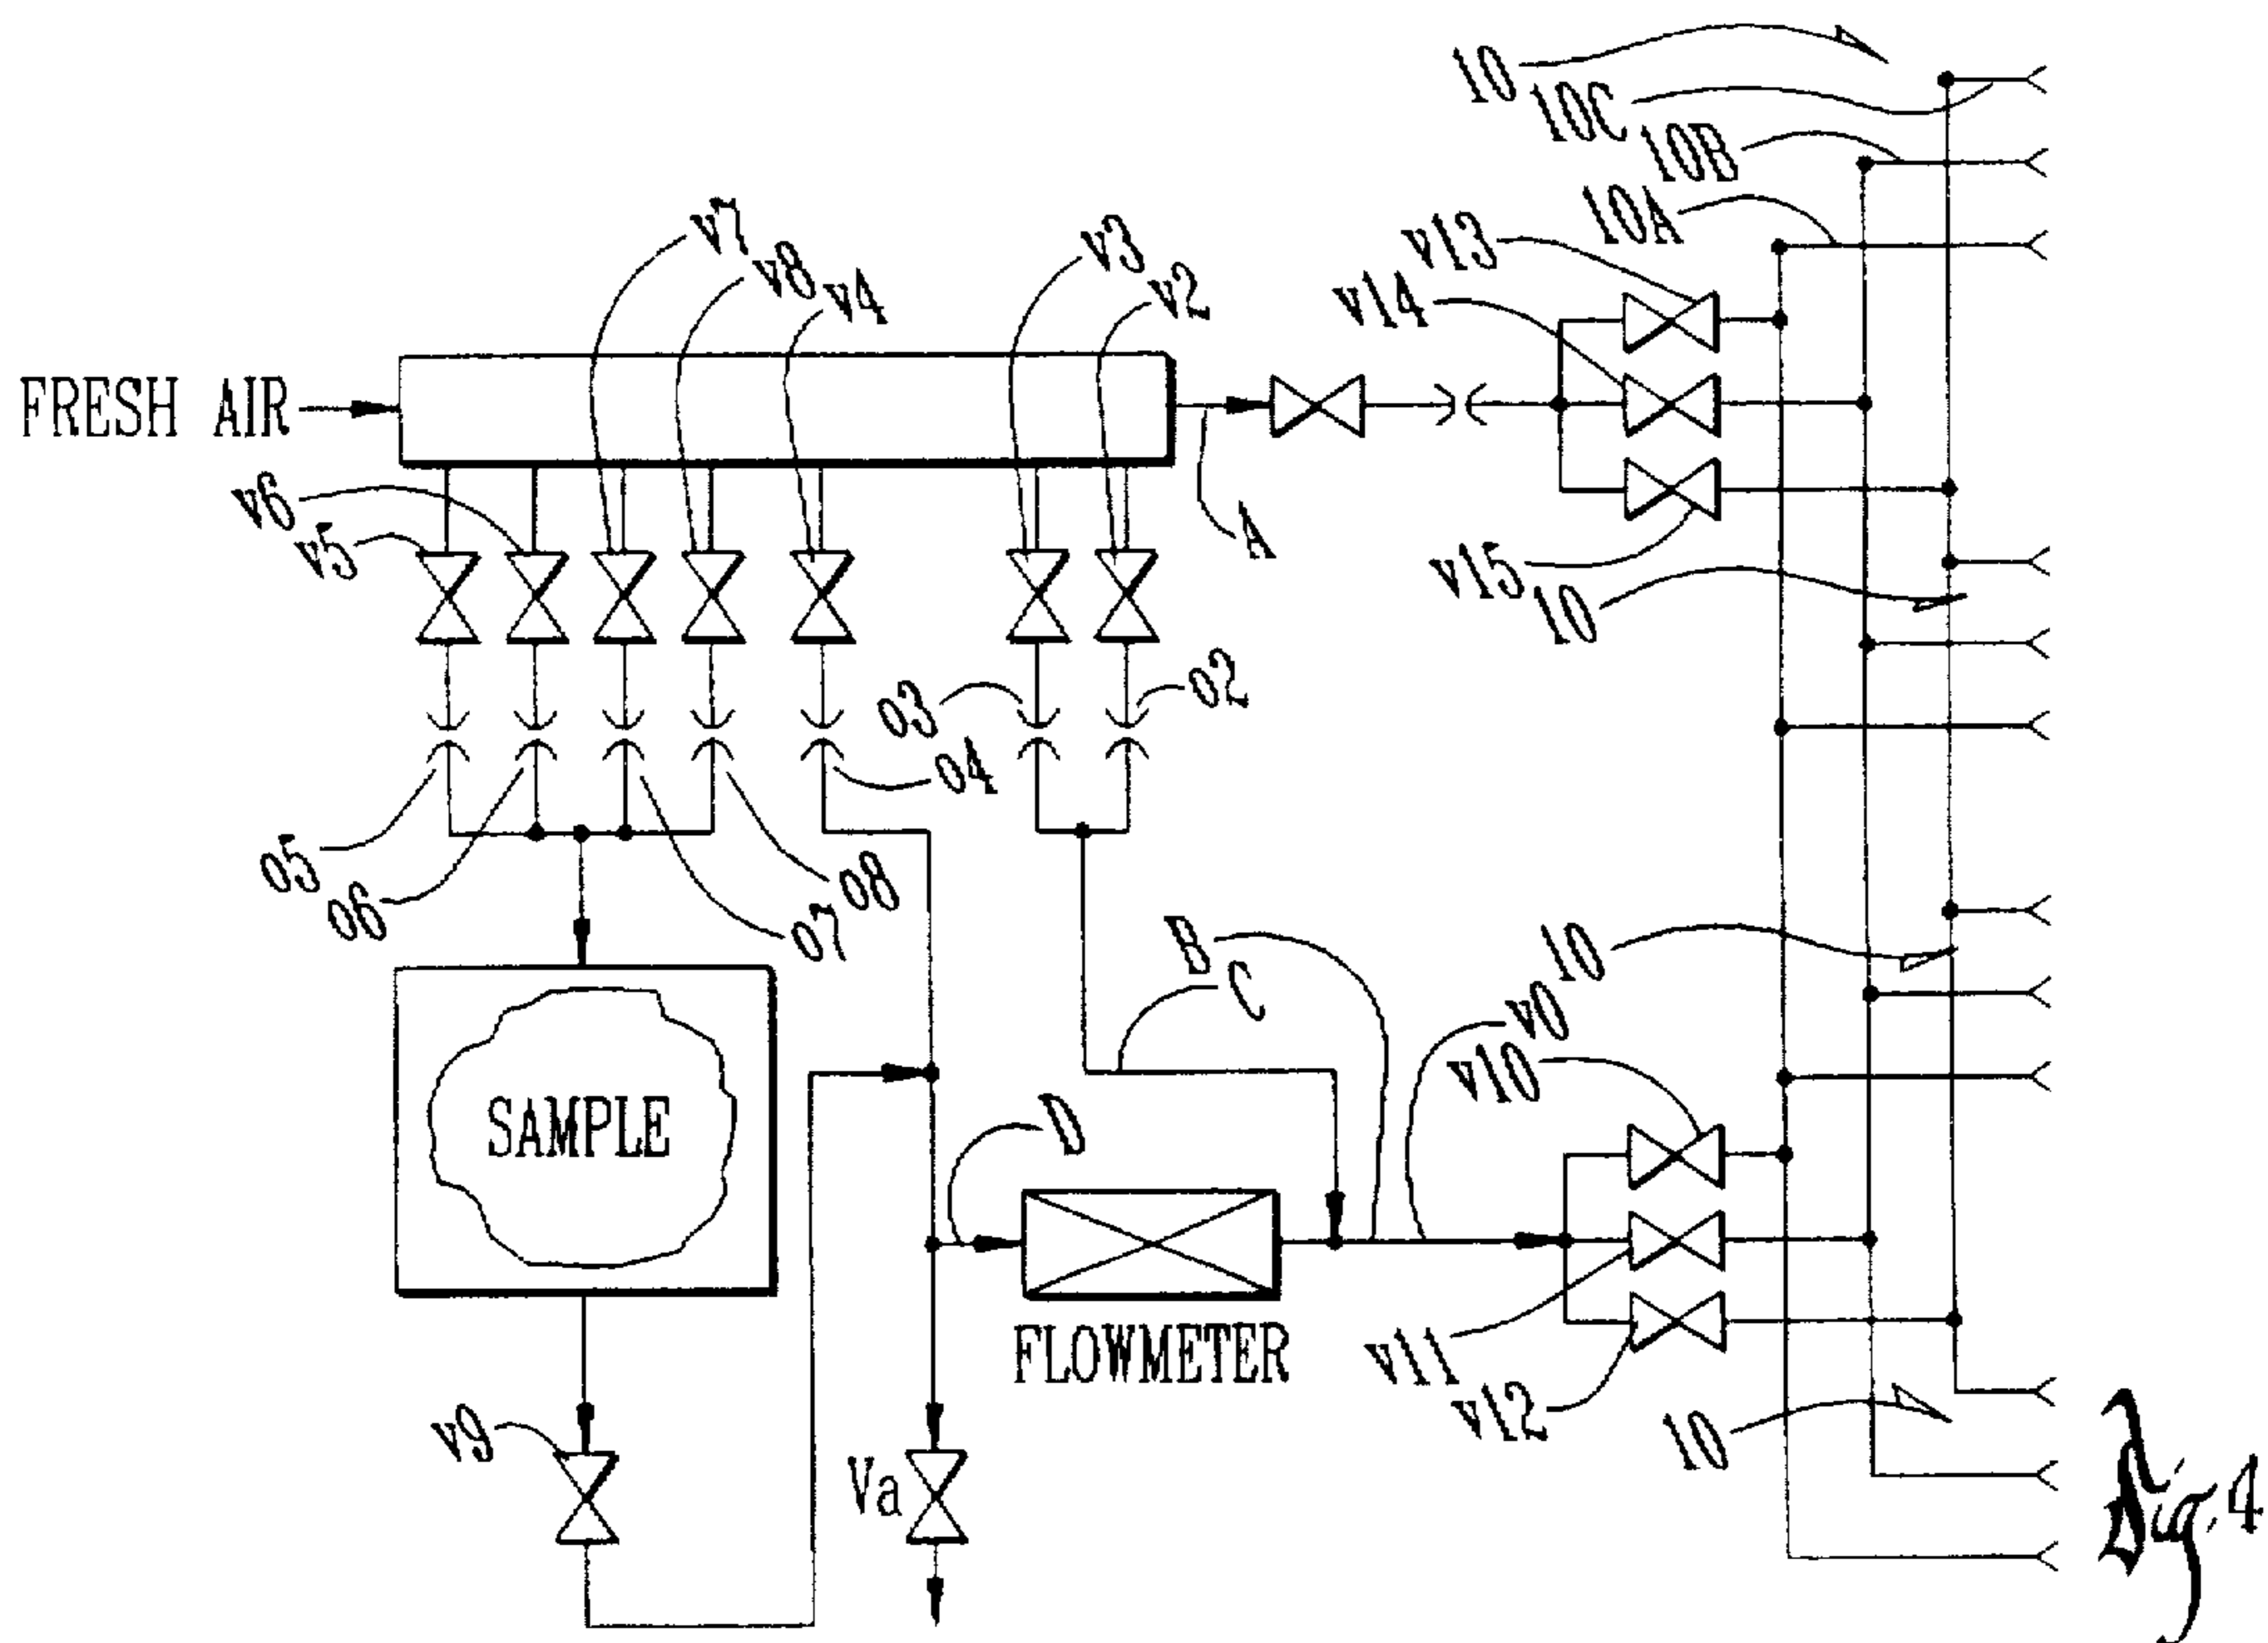 10
10C
10B
10A
v13
v14
v7
v8
v4
v3
v2
FRESH AIR
v6
v5
A
v15
10
o3
o2
o4
o5
o6
o7
o8
B
C
v0
10
v10
SAMPLE
D
FLOWMETER
v11
v12
10
v9
Va
Fig. 4